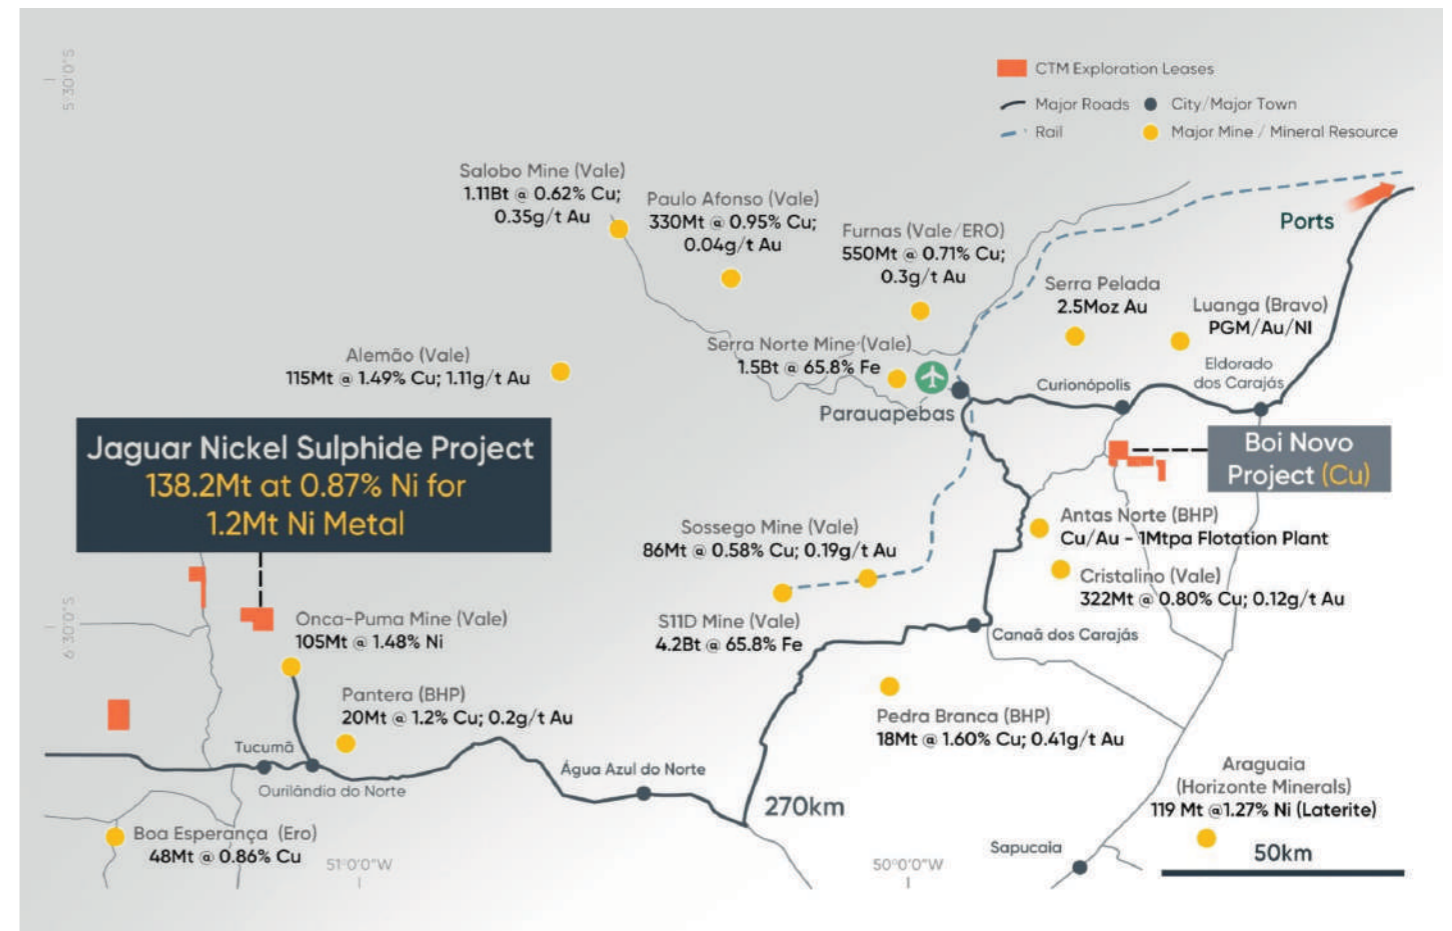 5°30'0"S
CTM Exploration Leases
Major Roads
City/Major Town
Rail
Major Mine / Mineral Resource
Salobo Mine (Vale)
1.11Bt @ 0.62% Cu;
0.35g/t Au
Paulo Afonso (Vale)
330Mt @ 0.95% Cu;
0.04g/t Au
Furnas (Vale/ERO)
550Mt @ 0.71% Cu;
0.3g/t Au
Ports
Serra Pelada
2.5Moz Au
Luanga (Bravo)
PGM/Au/NI
Serra Norte Mine (Vale)
1.5Bt @ 65.8% Fe
Alemão (Vale)
115Mt @ 1.49% Cu; 1.11g/t Au
Parauapebas
Curionópolis
Eldorado
dos Carajás
Jaguar Nickel Sulphide Project
138.2Mt at 0.87% Ni for
1.2Mt Ni Metal
Boi Novo
Project (Cu)
Sossego Mine (Vale)
86Mt @ 0.58% Cu; 0.19g/t Au
Antas Norte (BHP)
Cu/Au - 1Mtpa Flotation Plant
Cristalino (Vale)
322Mt @ 0.80% Cu; 0.12g/t Au
6°30'0"S
Onca-Puma Mine (Vale)
105Mt @ 1.48% Ni
S11D Mine (Vale)
4.2Bt @ 65.8% Fe
Canaã dos Carajás
Pantera (BHP)
20Mt @ 1.2% Cu; 0.2g/t Au
Pedra Branca (BHP)
18Mt @ 1.60% Cu; 0.41g/t Au
Tucumã
Ourilândia do Norte
Água Azul do Norte
270km
Araguaia
(Horizonte Minerals)
119 Mt @1.27% Ni (Laterite)
Boa Esperança (Ero)
48Mt @ 0.86% Cu
51°0'0"W
50°0'0"W
Sapucaia
50km